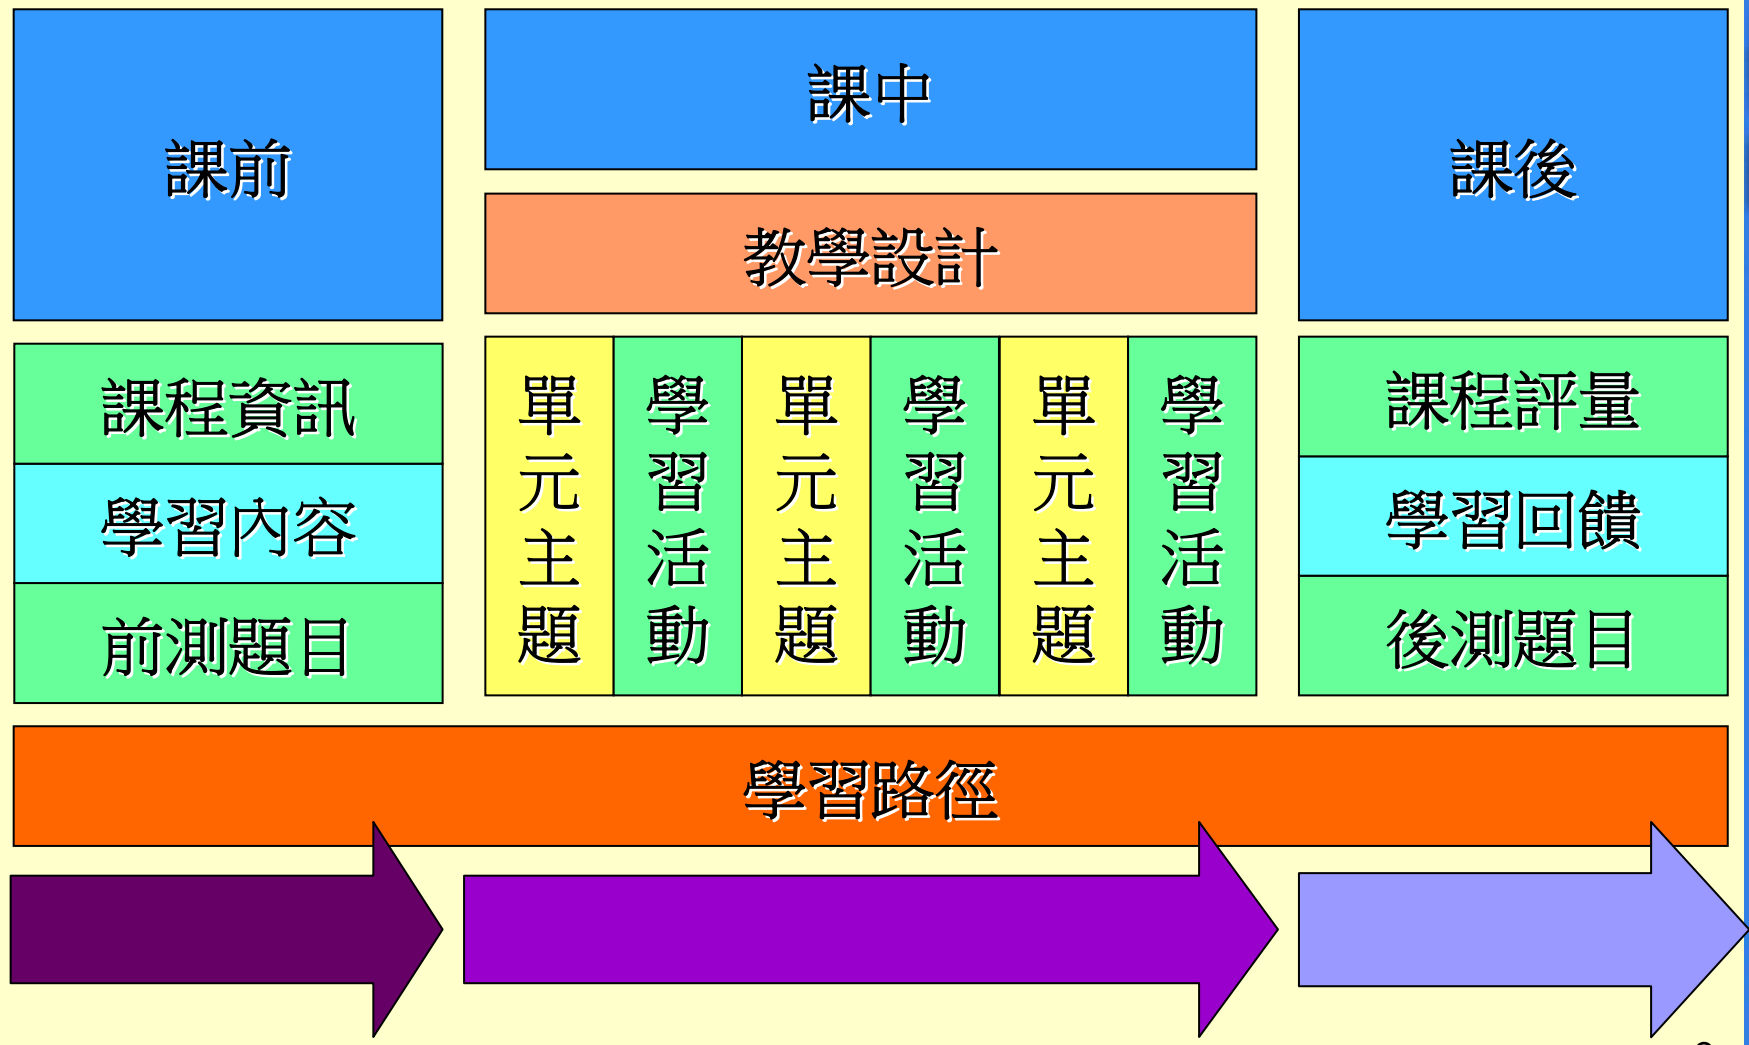 課前
課程資訊
學習內容
前測題目
課中
教學設計
單元主題
學習活動
單元主題
學習活動
單元主題
學習活動
課後
課程評量
學習回饋
後測題目
學習路徑